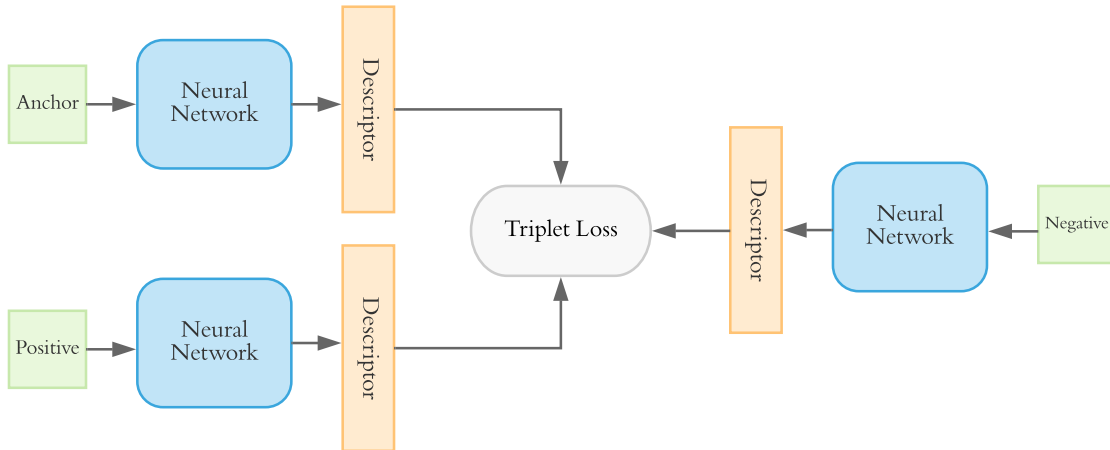 Anchor
Neural
Network
Descriptor
Positive
Neural
Network
Descriptor
Triplet Loss
Descriptor
Neural
Network
Negative